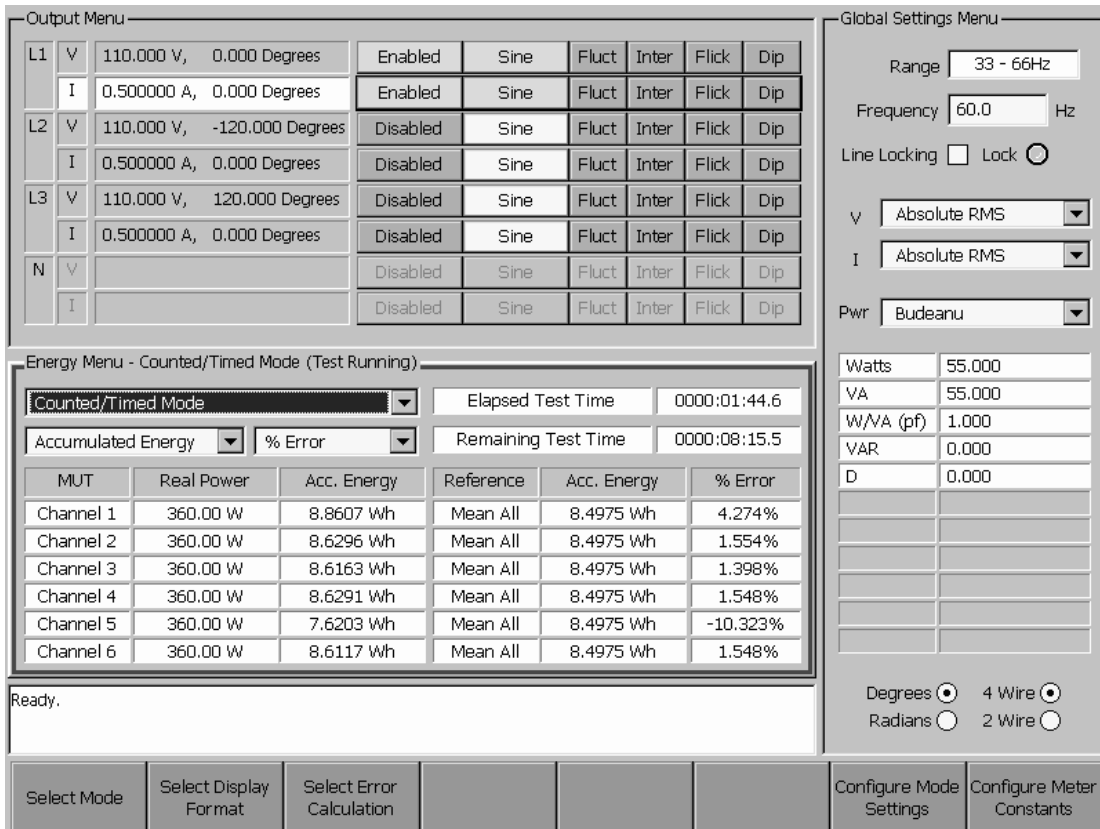 Output Menu
L1 V 110.000 V, 0.000 Degrees Enabled Sine Fluct Inter Flick Dip
I 0.500000 A, 0.000 Degrees Enabled Sine Fluct Inter Flick Dip
L2 V 110.000 V, -120.000 Degrees Disabled Sine Fluct Inter Flick Dip
I 0.500000 A, 0.000 Degrees Disabled Sine Fluct Inter Flick Dip
L3 V 110.000 V, 120.000 Degrees Disabled Sine Fluct Inter Flick Dip
I 0.500000 A, 0.000 Degrees Disabled Sine Fluct Inter Flick Dip
N V Disabled Sine Fluct Inter Flick Dip
I Disabled Sine Fluct Inter Flick Dip
Energy Menu - Counted/Timed Mode (Test Running)
Counted/Timed Mode Elapsed Test Time 0000:01:44.6
Accumulated Energy % Error Remaining Test Time 0000:08:15.5
MUT Real Power Acc. Energy Reference Acc. Energy % Error
Channel 1 360.00 W 8.8607 Wh Mean All 8.4975 Wh 4.274%
Channel 2 360.00 W 8.6296 Wh Mean All 8.4975 Wh 1.554%
Channel 3 360.00 W 8.6163 Wh Mean All 8.4975 Wh 1.398%
Channel 4 360.00 W 8.6291 Wh Mean All 8.4975 Wh 1.548%
Channel 5 360.00 W 7.6203 Wh Mean All 8.4975 Wh -10.323%
Channel 6 360.00 W 8.6117 Wh Mean All 8.4975 Wh 1.548%
Ready.
Global Settings Menu
Range 33 - 66Hz
Frequency 60.0 Hz
Line Locking Lock
V Absolute RMS
I Absolute RMS
Pwr Budeanu
Watts 55.000
VA 55.000
W/VA (pf) 1.000
VAR 0.000
D 0.000
Degrees 4 Wire
Radians 2 Wire
Select Mode
Select Display
Format
Select Error
Calculation
Configure Mode
Settings
Configure Meter
Constants